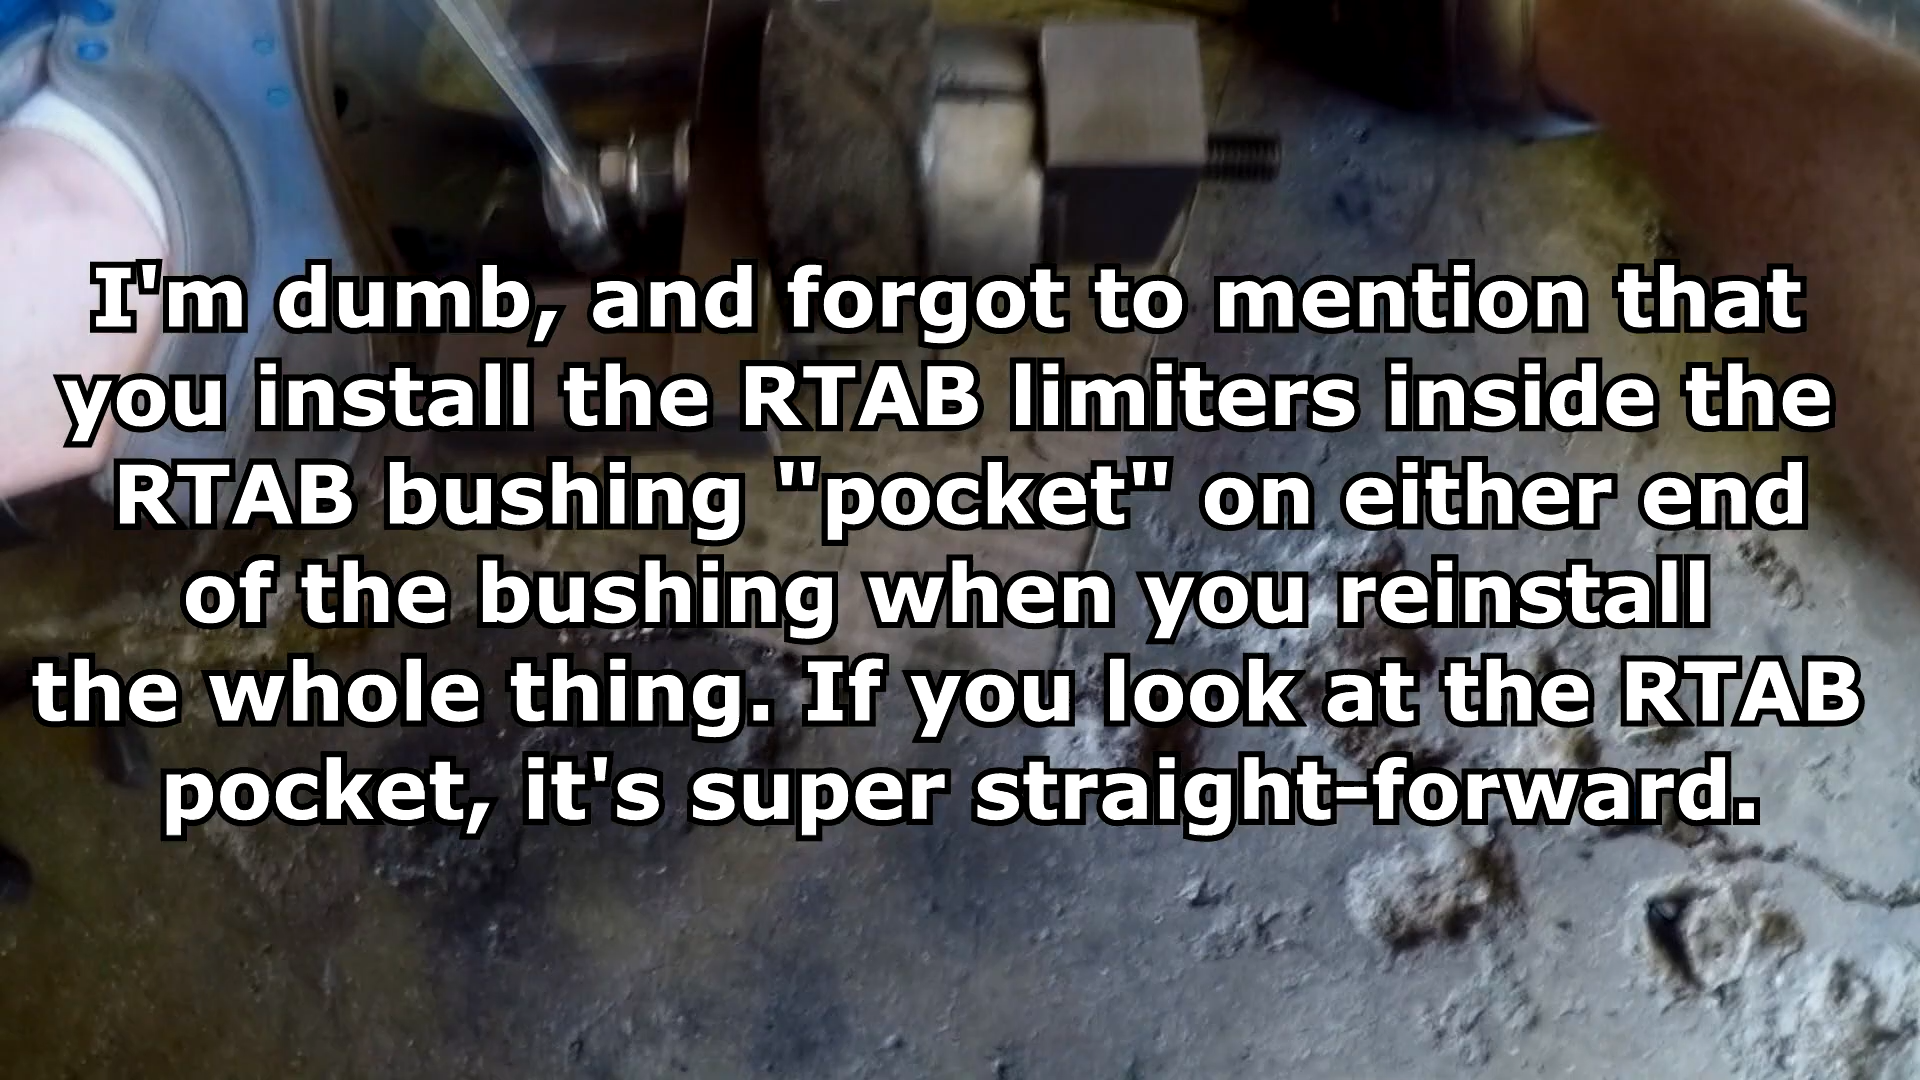 I'm dumb, and forgot to mention that
you install the RTAB limiters inside the
RTAB bushing "pocket" on either end
of the bushing when you reinstall
the whole thing. If you look at the RTAB
pocket, it's super straight-forward.